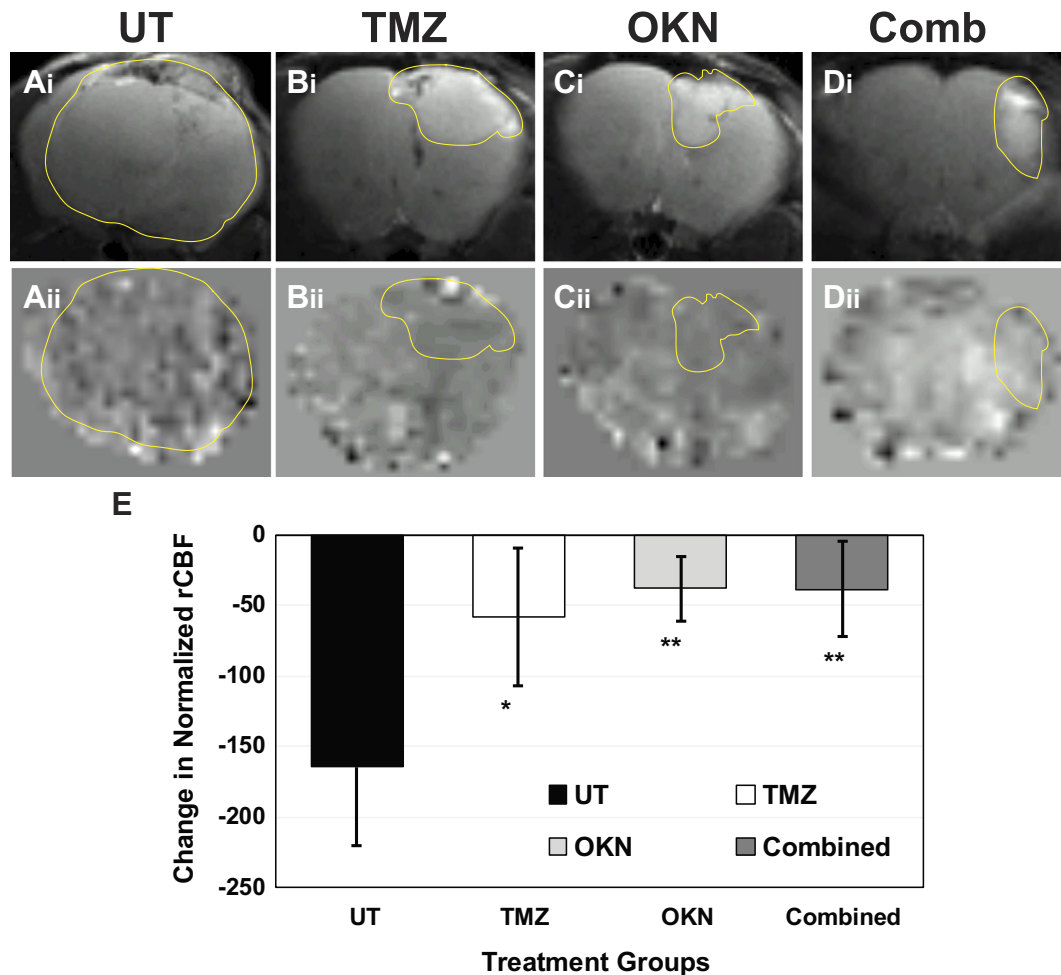 UT TMZ OKN Comb
Ai Bi Ci Di
Aii Bii Cii Dii
E
Change in Normalized rCBF
0
-50
-100
-150
-200
-250
* ** **
UT TMZ
OKN Combined
UT TMZ OKN Combined
Treatment Groups